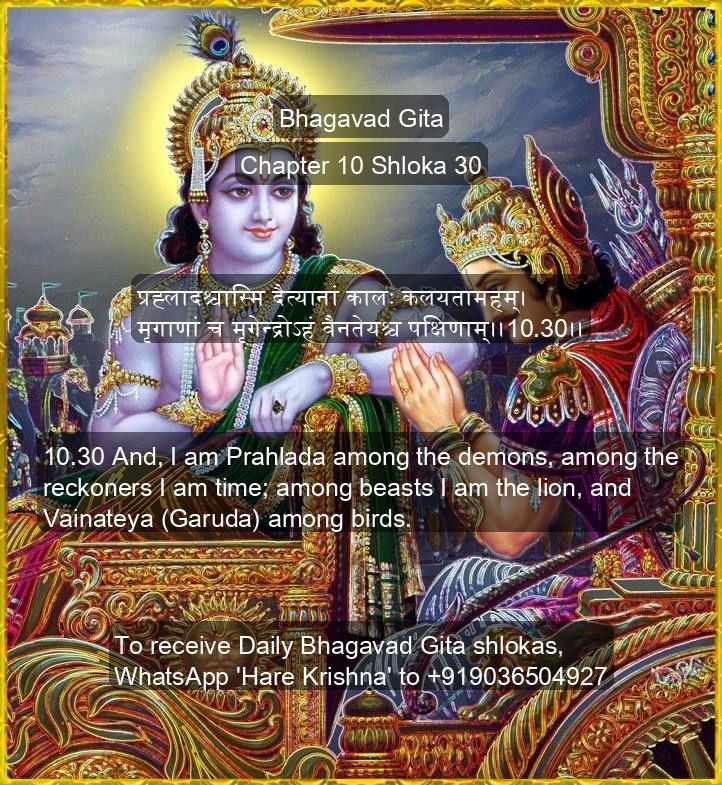 Bhagavad Gita
Chapter 10 Shloka 30
प्रह्लादश्चास्मि दैत्यानां कालः कलयतामहम्।
मृगाणां च मृगेन्द्रोऽहं वैनतेयश्च पक्षिणाम्।।10.30।।
10.30 And, I am Prahlada among the demons, among the
reckoners I am time; among beasts I am the lion, and
Vainateya (Garuda) among birds.
To receive Daily Bhagavad Gita shlokas,
WhatsApp 'Hare Krishna' to +919036504927